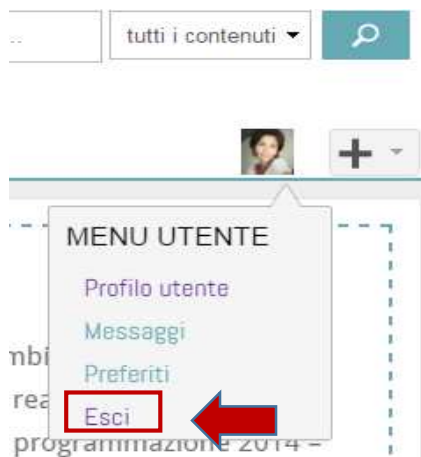 tutti i contenuti
MENU UTENTE
Profilo utente
Messaggi
Preferiti
Esci
programmazione 2014 –